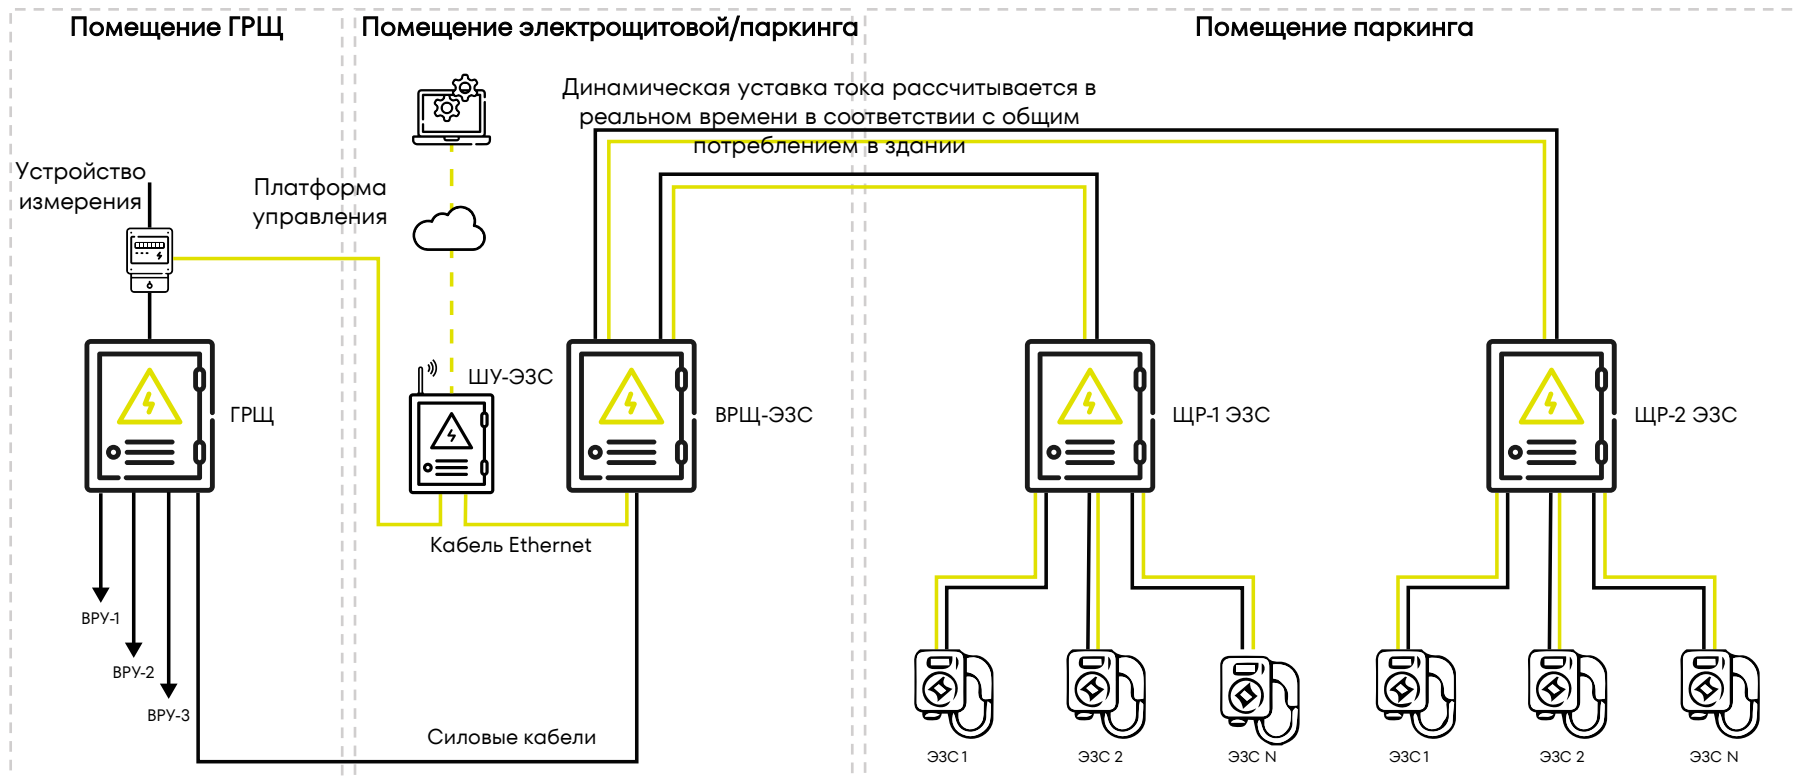 Помещение ГРЩ
Помещение электрощитовой/паркинга
Помещение паркинга
Динамическая уставка тока рассчитывается в
реальном времени в соответствии с общим
потреблением в здании
Устройство
измерения
Платформа
управления
ГРЩ
ШУ-ЭЗС
ВРЩ-ЭЗС
ЩР-1 ЭЗС
ЩР-2 ЭЗС
Кабель Ethernet
ВРУ-1
ВРУ-2
ВРУ-3
Силовые кабели
ЭЗС 1
ЭЗС 2
ЭЗС N
ЭЗС 1
ЭЗС 2
ЭЗС N